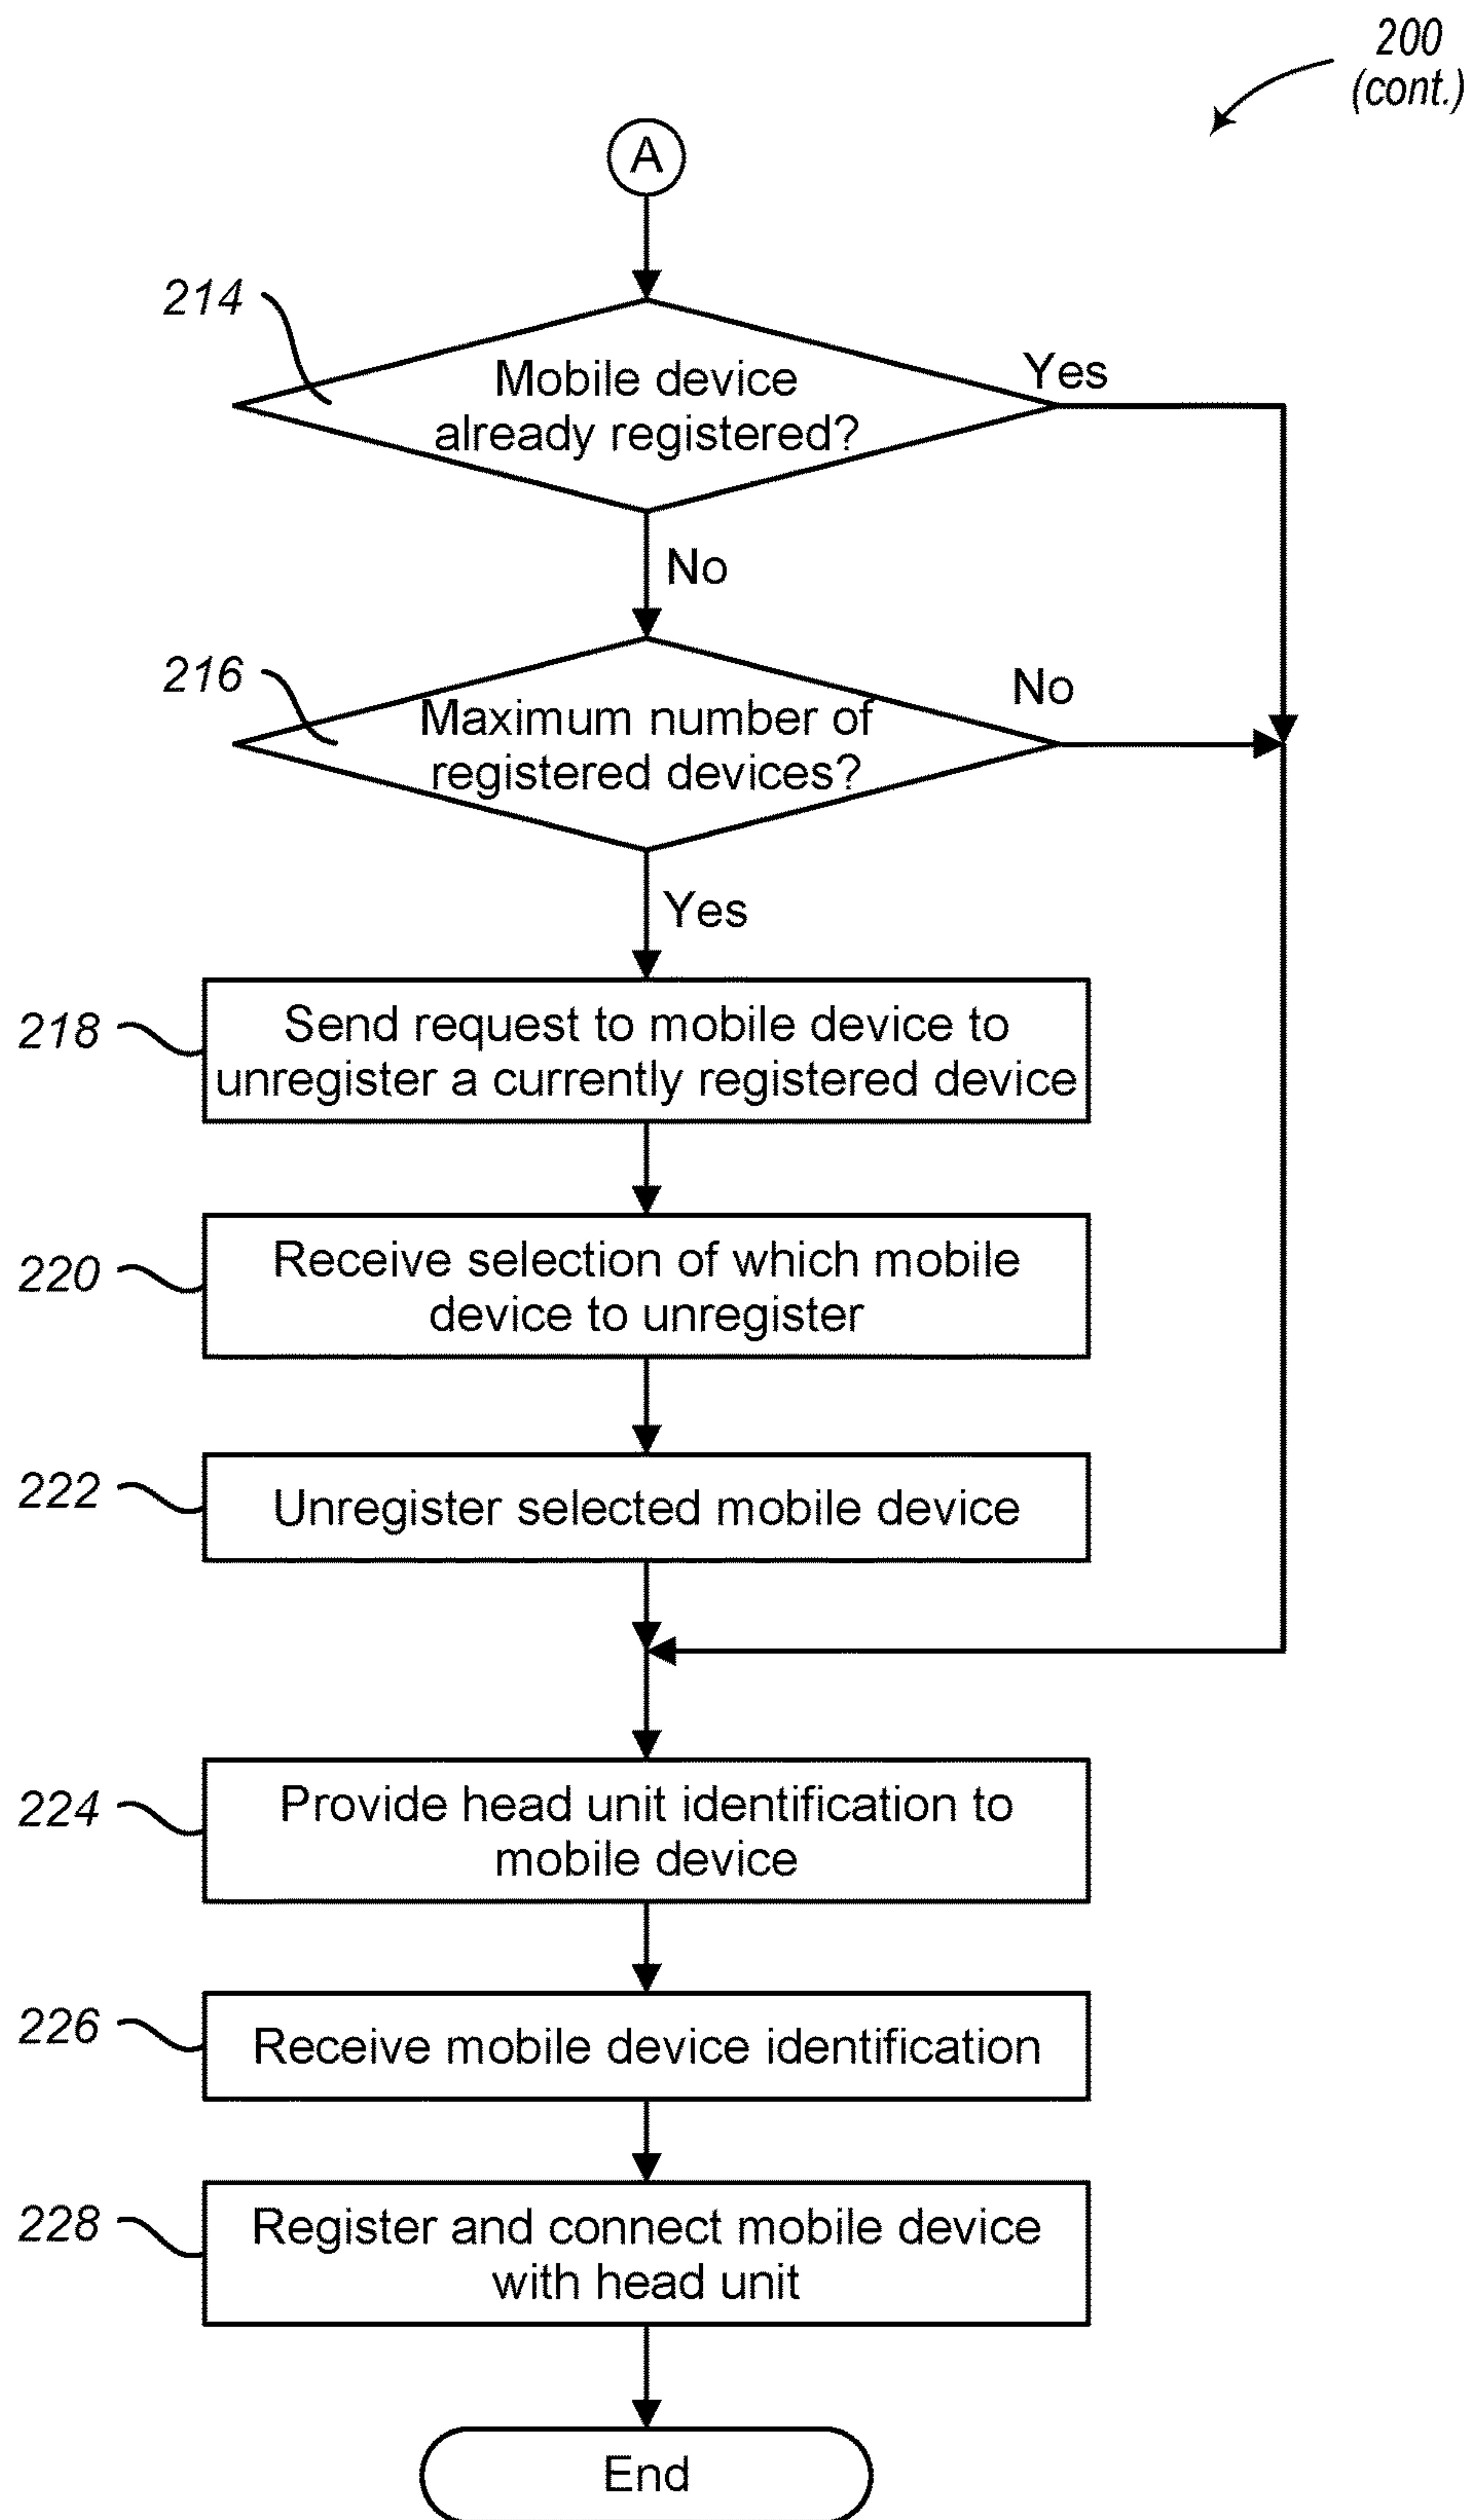 200
(cont.)
A
214
Mobile device
already registered?
Yes
No
216
Maximum number of
registered devices?
No
Yes
218
Send request to mobile device to
unregister a currently registered device
220
Receive selection of which mobile
device to unregister
222
Unregister selected mobile device
224
Provide head unit identification to
mobile device
226
Receive mobile device identification
228
Register and connect mobile device
with head unit
End